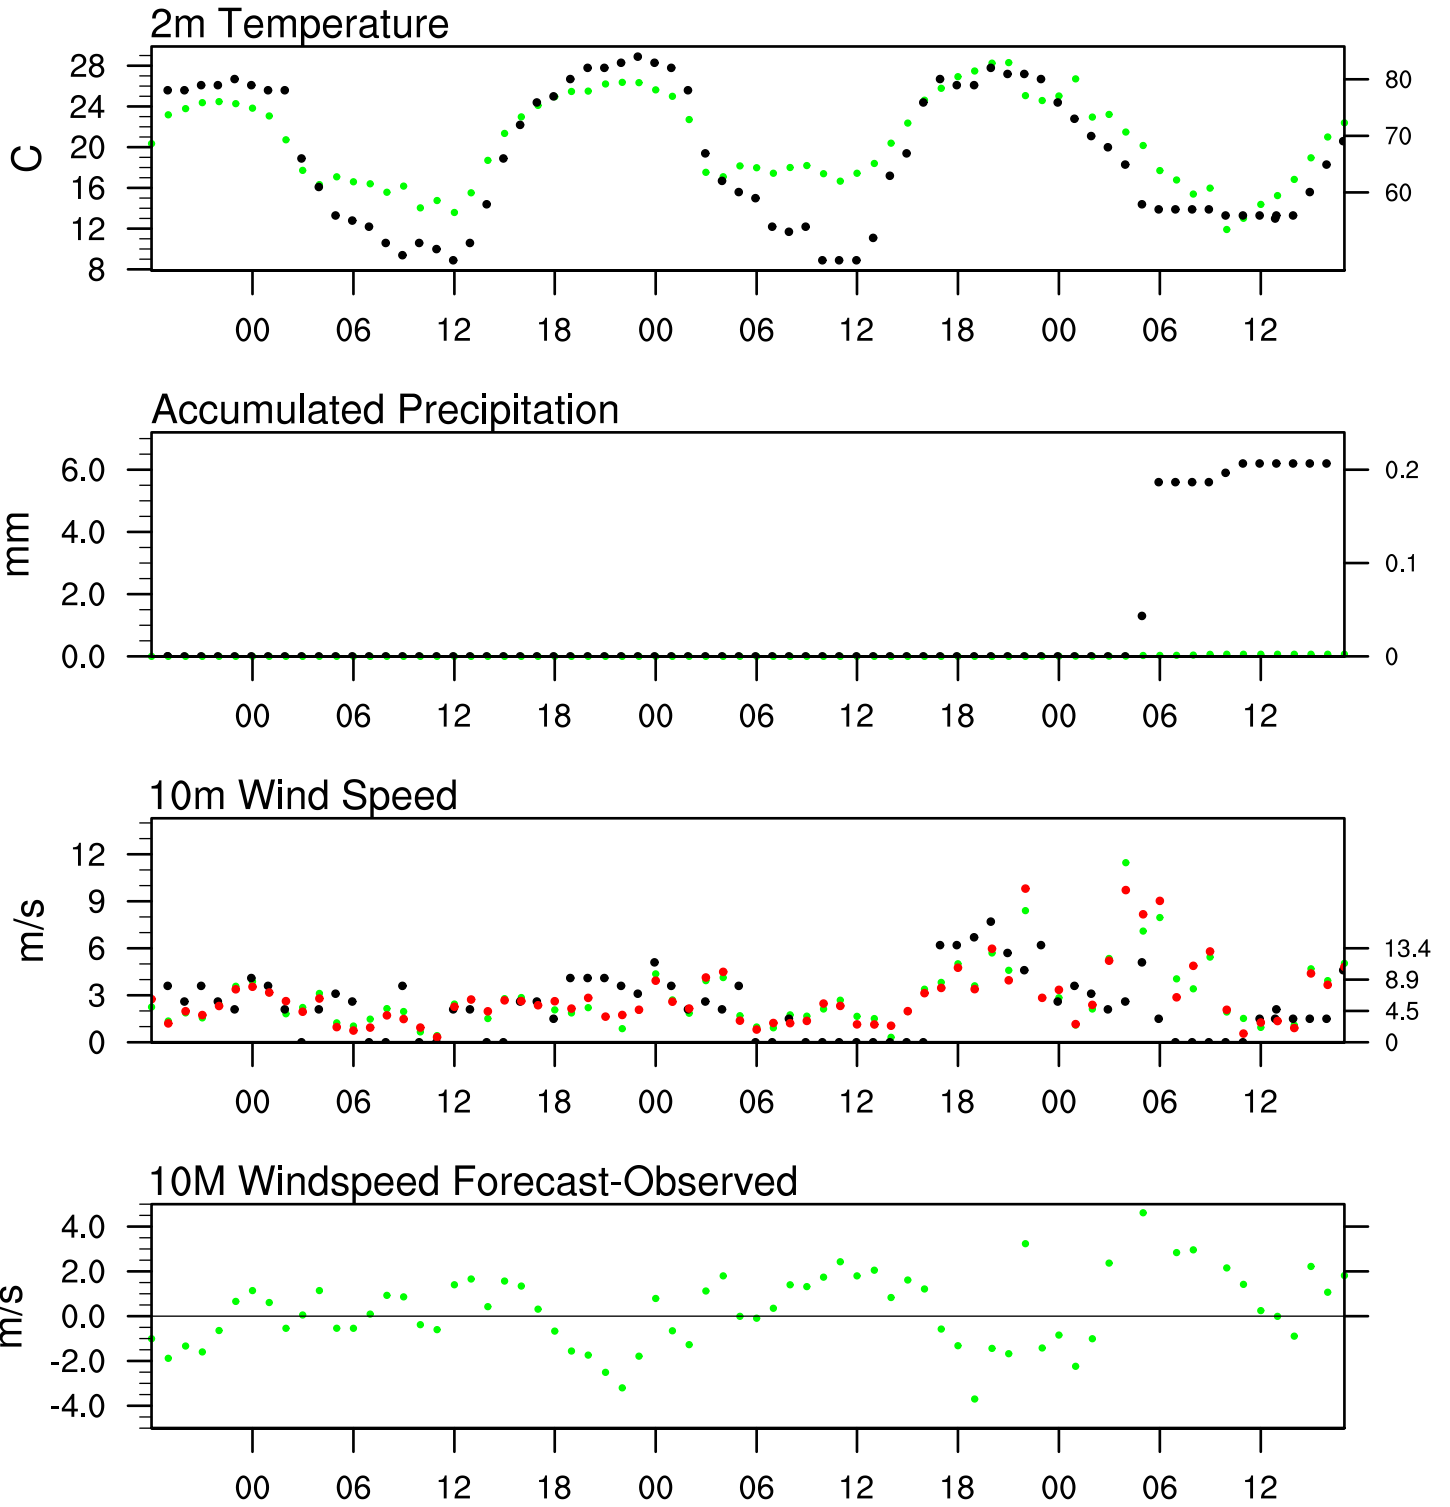 2m Temperature
28
24
20
16
12
8
C
80
70
60
00 06 12 18 00 06 12 18 00 06 12
Accumulated Precipitation
6.0
4.0
2.0
0.0
mm
0.2
0.1
0
00 06 12 18 00 06 12 18 00 06 12
10m Wind Speed
12
9
6
3
0
m/s
13.4
8.9
4.5
0
00 06 12 18 00 06 12 18 00 06 12
10M Windspeed Forecast-Observed
4.0
2.0
0.0
-2.0
-4.0
m/s
00 06 12 18 00 06 12 18 00 06 12